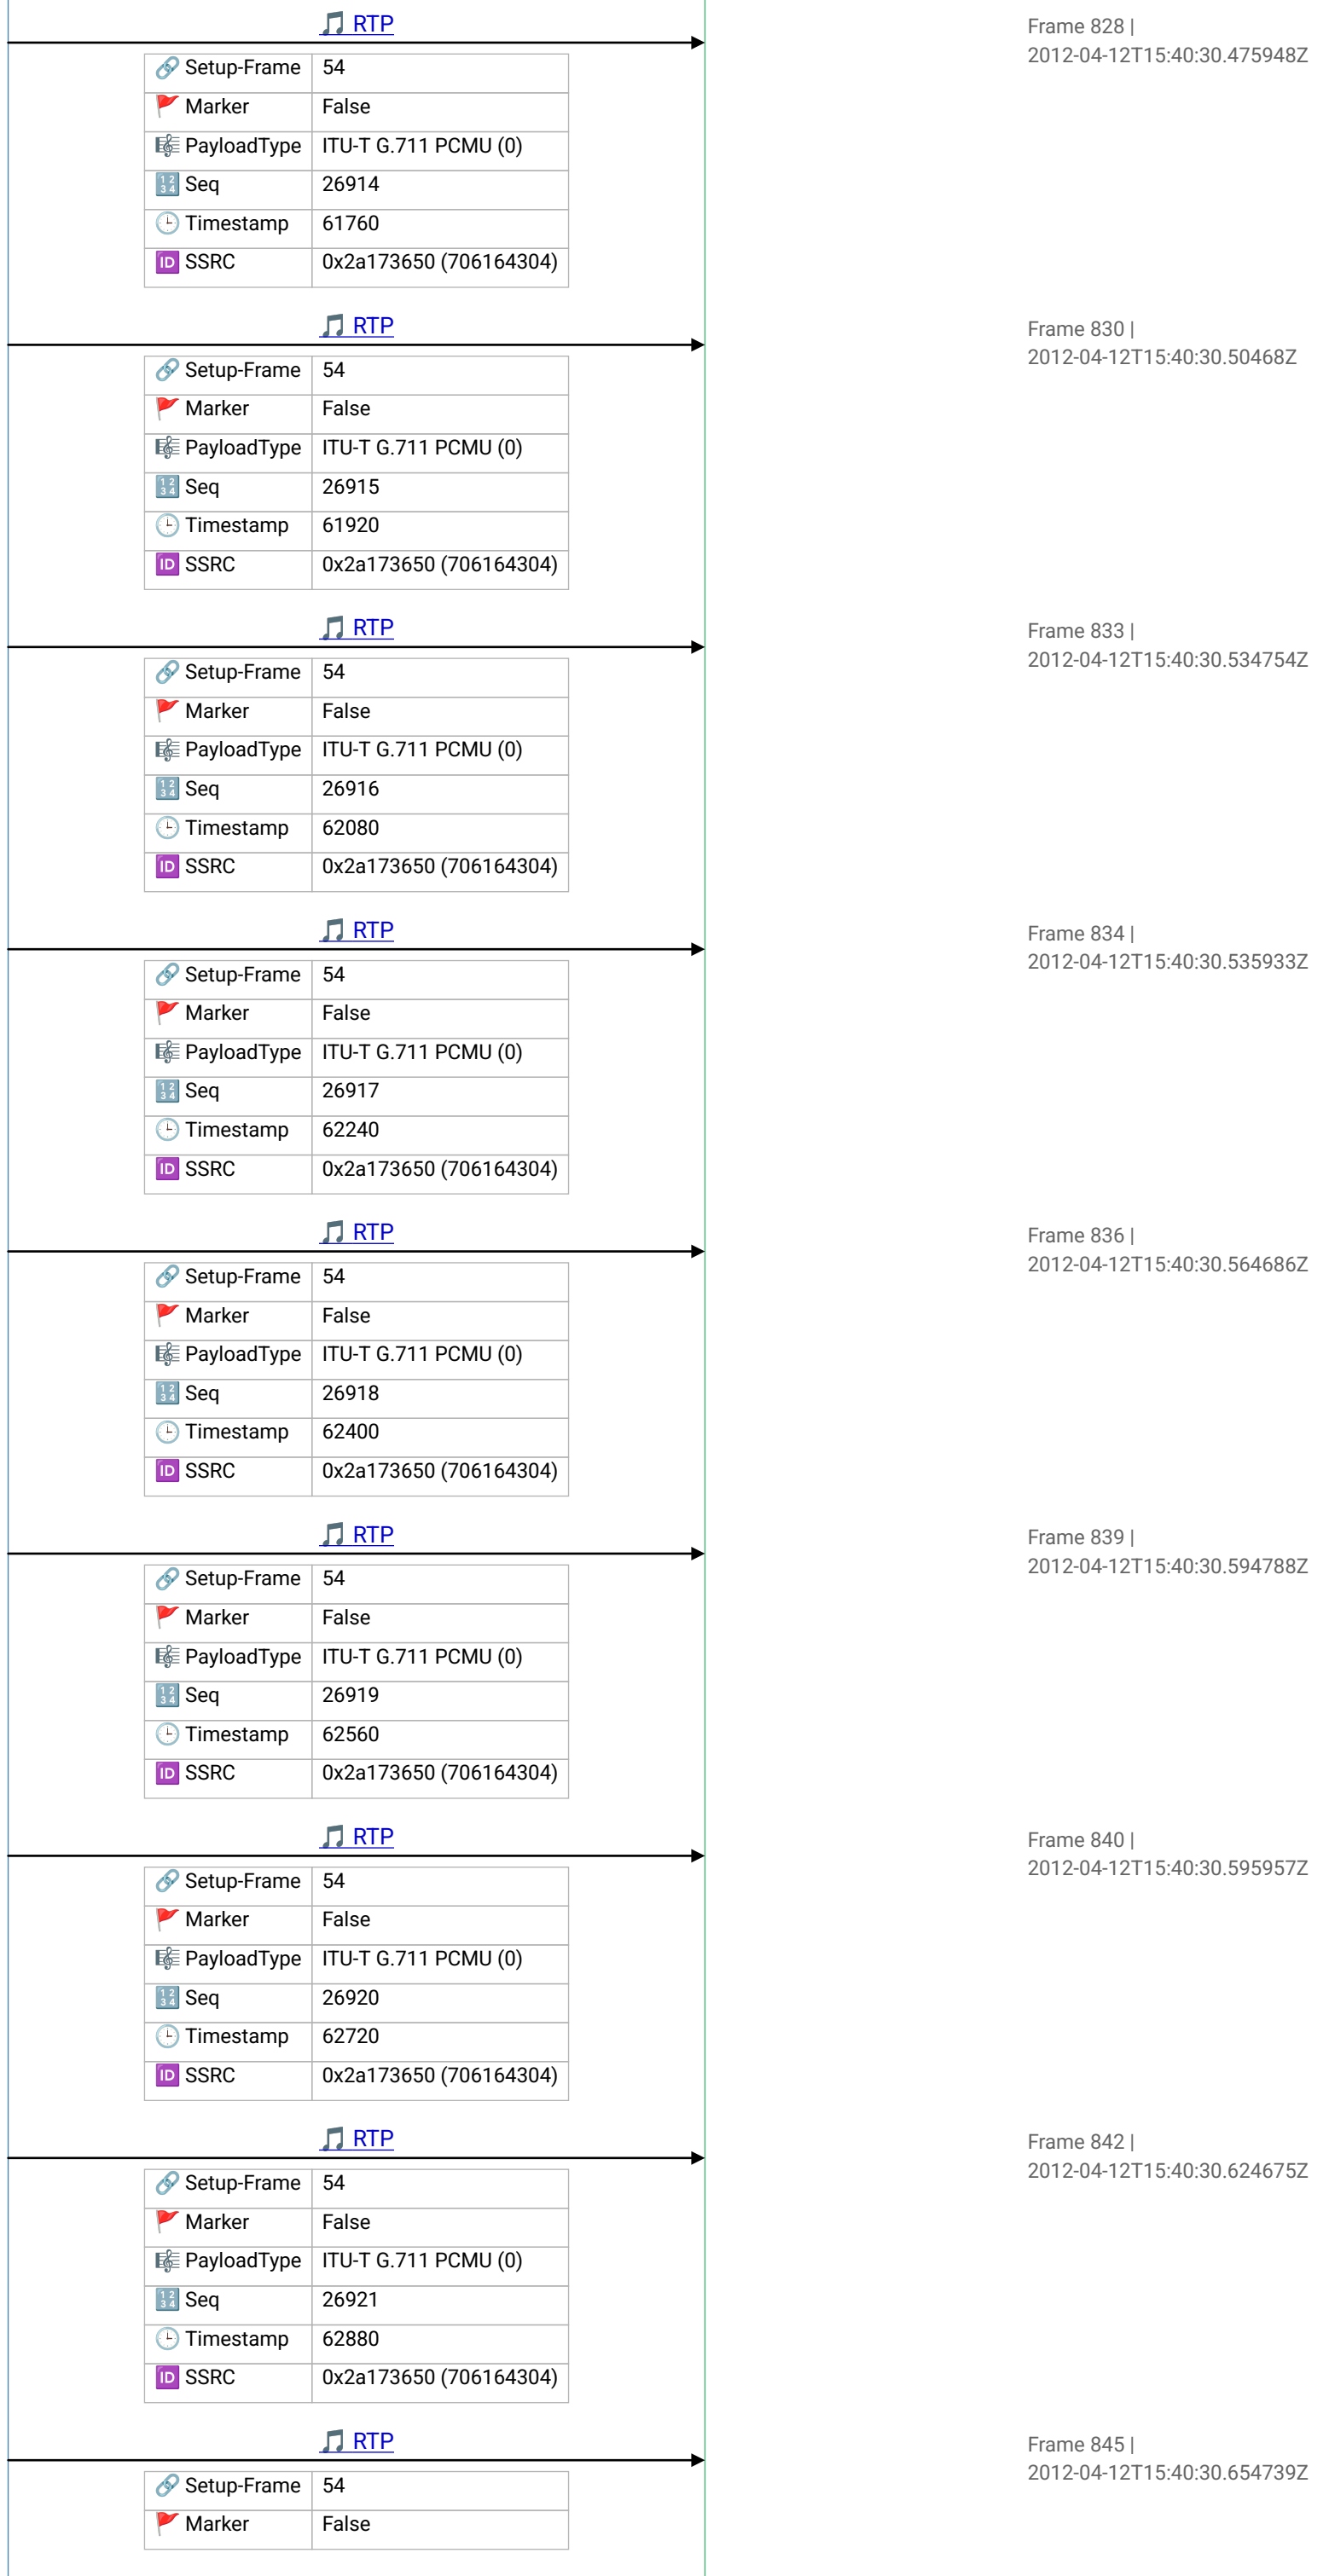 🎵 RTP
Frame 828 |
2012-04-12T15:40:30.475948Z
🔗 Setup-Frame 54
🚩 Marker False
🎼 PayloadType ITU-T G.711 PCMU (0)
🔢 Seq 26914
🕒 Timestamp 61760
🆔 SSRC 0x2a173650 (706164304)
🎵 RTP
Frame 830 |
2012-04-12T15:40:30.50468Z
🔗 Setup-Frame 54
🚩 Marker False
🎼 PayloadType ITU-T G.711 PCMU (0)
🔢 Seq 26915
🕒 Timestamp 61920
🆔 SSRC 0x2a173650 (706164304)
🎵 RTP
Frame 833 |
2012-04-12T15:40:30.534754Z
🔗 Setup-Frame 54
🚩 Marker False
🎼 PayloadType ITU-T G.711 PCMU (0)
🔢 Seq 26916
🕒 Timestamp 62080
🆔 SSRC 0x2a173650 (706164304)
🎵 RTP
Frame 834 |
2012-04-12T15:40:30.535933Z
🔗 Setup-Frame 54
🚩 Marker False
🎼 PayloadType ITU-T G.711 PCMU (0)
🔢 Seq 26917
🕒 Timestamp 62240
🆔 SSRC 0x2a173650 (706164304)
🎵 RTP
Frame 836 |
2012-04-12T15:40:30.564686Z
🔗 Setup-Frame 54
🚩 Marker False
🎼 PayloadType ITU-T G.711 PCMU (0)
🔢 Seq 26918
🕒 Timestamp 62400
🆔 SSRC 0x2a173650 (706164304)
🎵 RTP
Frame 839 |
2012-04-12T15:40:30.594788Z
🔗 Setup-Frame 54
🚩 Marker False
🎼 PayloadType ITU-T G.711 PCMU (0)
🔢 Seq 26919
🕒 Timestamp 62560
🆔 SSRC 0x2a173650 (706164304)
🎵 RTP
Frame 840 |
2012-04-12T15:40:30.595957Z
🔗 Setup-Frame 54
🚩 Marker False
🎼 PayloadType ITU-T G.711 PCMU (0)
🔢 Seq 26920
🕒 Timestamp 62720
🆔 SSRC 0x2a173650 (706164304)
🎵 RTP
Frame 842 |
2012-04-12T15:40:30.624675Z
🔗 Setup-Frame 54
🚩 Marker False
🎼 PayloadType ITU-T G.711 PCMU (0)
🔢 Seq 26921
🕒 Timestamp 62880
🆔 SSRC 0x2a173650 (706164304)
🎵 RTP
Frame 845 |
2012-04-12T15:40:30.654739Z
🔗 Setup-Frame 54
🚩 Marker False